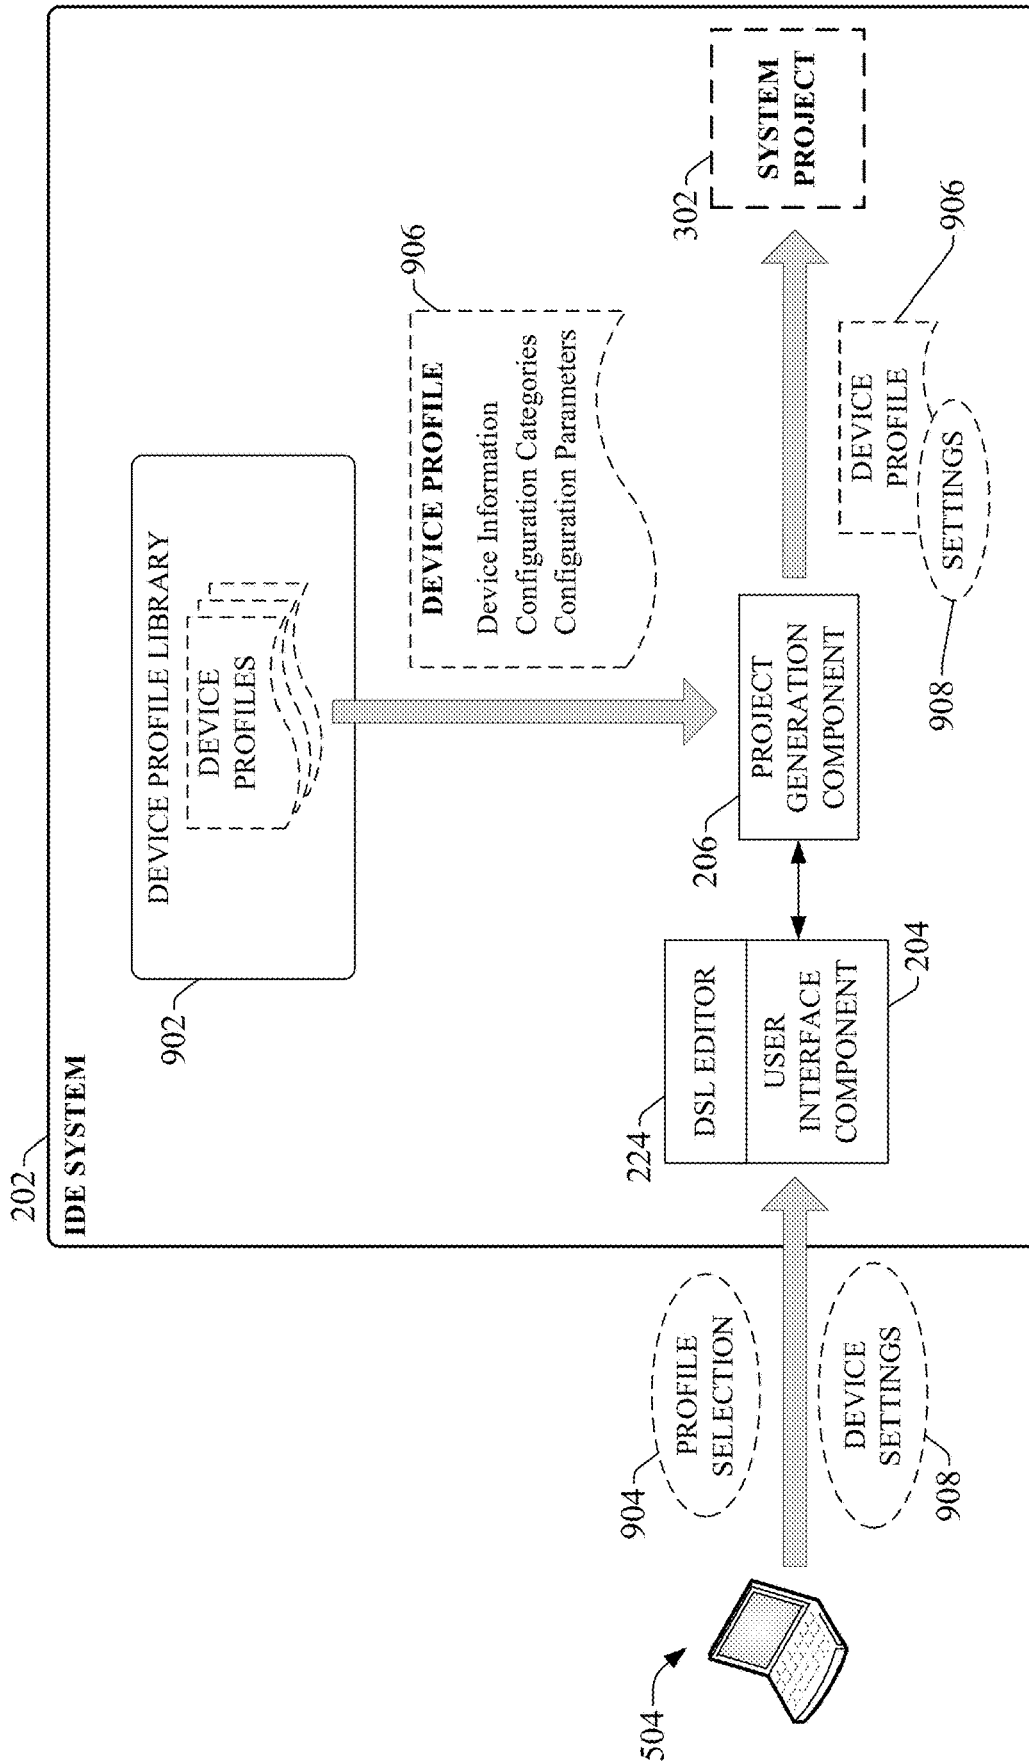 202
IDE SYSTEM
902
DEVICE PROFILE LIBRARY
DEVICE
PROFILES
906
DEVICE PROFILE
Device Information
Configuration Categories
Configuration Parameters
504
904
PROFILE
SELECTION
DEVICE
SETTINGS
908
224
DSL EDITOR
USER
INTERFACE
COMPONENT
204
206
PROJECT
GENERATION
COMPONENT
DEVICE
PROFILE
906
SETTINGS
908
302
SYSTEM
PROJECT